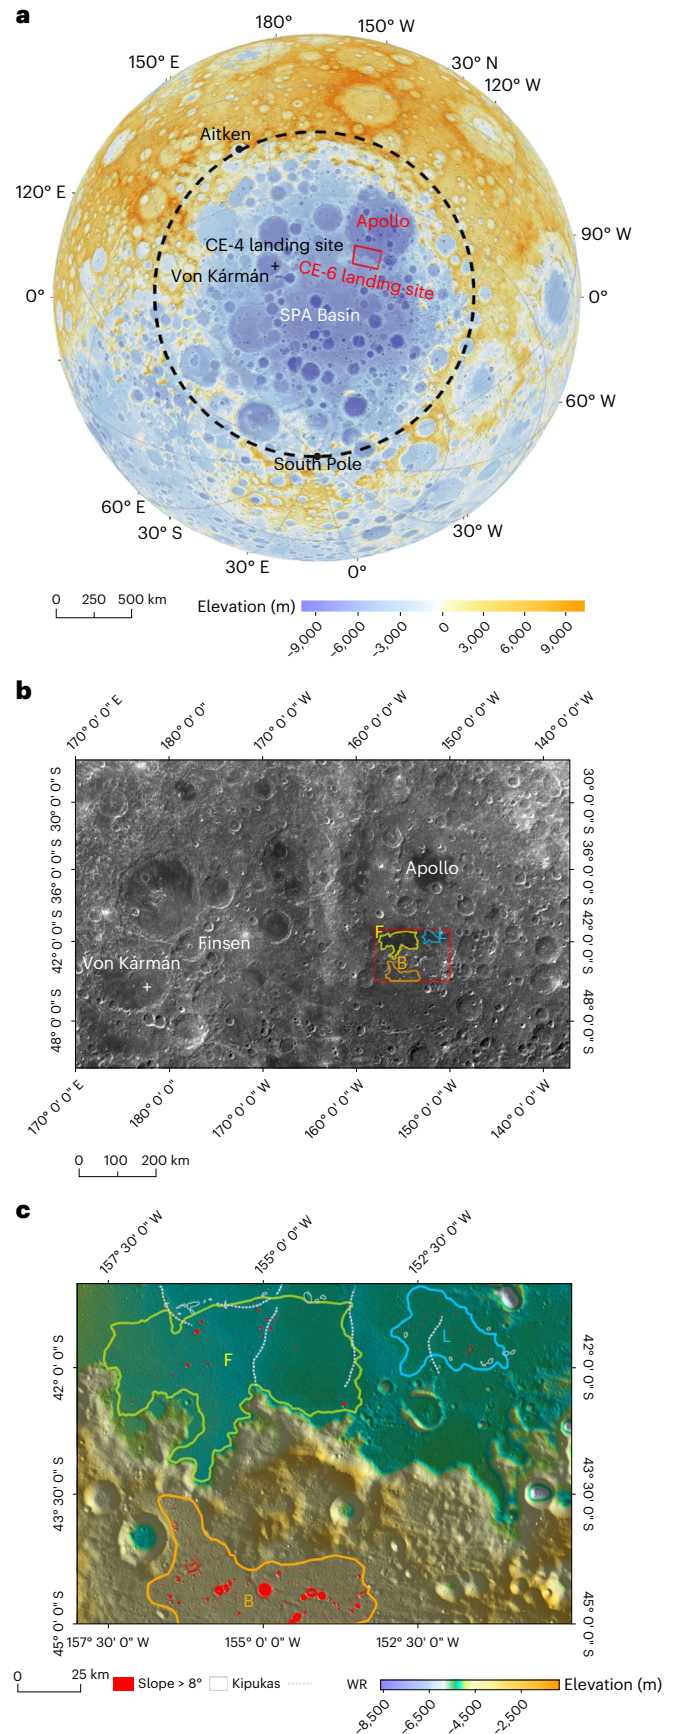 a
180°
150° W
150° E
30° N
120° W
Aitken
120° E
Apollo
90° W
CE-4 landing site
Von Kármán
CE-6 landing site
0°
0°
SPA Basin
60° W
South Pole
60° E
30° S
30° W
30° E
0°
0 250 500 km
Elevation (m)
–9,000 –6,000 –3,000 0 3,000 6,000 9,000
b
170° 0' 0" E 180° 0' 0" 170° 0' 0" W 160° 0' 0" W 150° 0' 0" W 140° 0' 0" W
30° 0' 0" S
30° 0' 0" S
36° 0' 0" S
36° 0' 0" S
Apollo
42° 0' 0" S
42° 0' 0" S
F
L
Finsen
Von Kármán
B
48° 0' 0" S
48° 0' 0" S
170° 0' 0" E 180° 0' 0" 170° 0' 0" W 160° 0' 0" W 150° 0' 0" W 140° 0' 0" W
0 100 200 km
c
157° 30' 0" W 155° 0' 0" W 152° 30' 0" W
L
F
42° 0' 0" S
42° 0' 0" S
43° 30' 0" S
43° 30' 0" S
B
45° 0' 0" S
45° 0' 0" S
157° 30' 0" W 155° 0' 0" W 152° 30' 0" W
0 25 km
Slope > 8°
Kipukas
WR
Elevation (m)
–8,500 –6,500 –4,500 –2,500